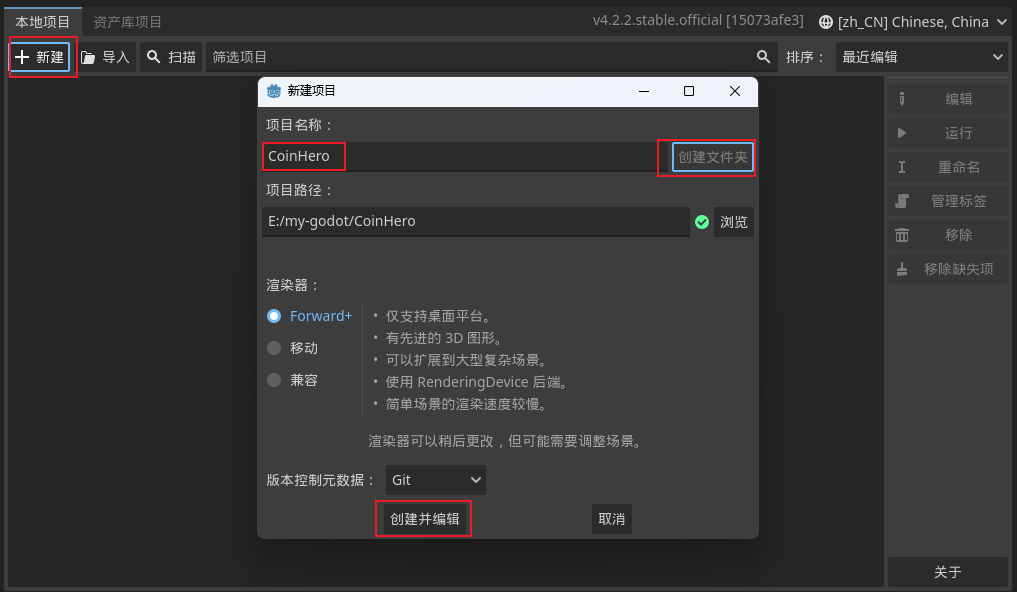 本地项目 资产库项目 v4.2.2.stable.official [15073afe3] [zh_CN] Chinese, China
新建 导入 扫描 筛选项目 排序： 最近编辑
新建项目
项目名称：
CoinHero 创建文件夹
项目路径：
E:/my-godot/CoinHero 浏览
渲染器：
Forward+
移动
兼容
• 仅支持桌面平台。
• 有先进的 3D 图形。
• 可以扩展到大型复杂场景。
• 使用 RenderingDevice 后端。
• 简单场景的渲染速度较慢。
渲染器可以稍后更改，但可能需要调整场景。
版本控制元数据： Git
创建并编辑 取消
编辑
运行
重命名
管理标签
移除
移除缺失项
关于